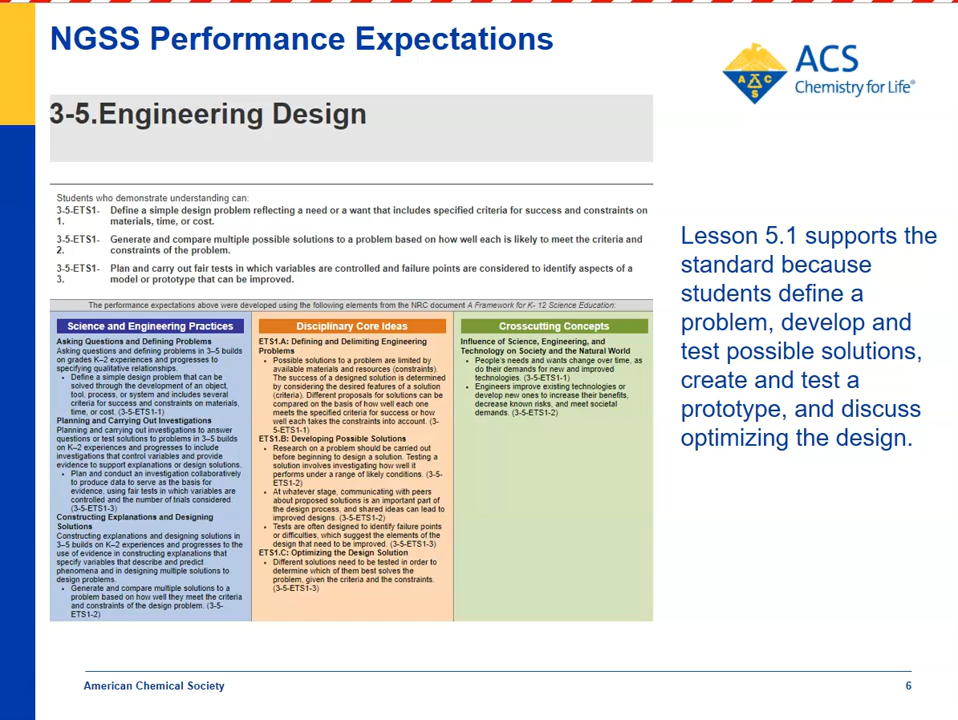 NGSS Performance Expectations
ACS
Chemistry for Life®
A C S
3-5.Engineering Design
Students who demonstrate understanding can:
3-5-ETS1-1. Define a simple design problem reflecting a need or a want that includes specified criteria for success and constraints on
materials, time, or cost.
3-5-ETS1-2. Generate and compare multiple possible solutions to a problem based on how well each is likely to meet the criteria and
constraints of the problem.
3-5-ETS1-3. Plan and carry out fair tests in which variables are controlled and failure points are considered to identify aspects of a
model or prototype that can be improved.
The performance expectations above were developed using the following elements from the NRC document A Framework for K- 12 Science Education:
Science and Engineering Practices
Asking Questions and Defining Problems
Asking questions and defining problems in 3–5 builds
on grades K–2 experiences and progresses to
specifying qualitative relationships.
• Define a simple design problem that can be
solved through the development of an object,
tool, process, or system and includes several
criteria for success and constraints on materials,
time, or cost. (3-5-ETS1-1)
Planning and Carrying Out Investigations
Planning and carrying out investigations to answer
questions or test solutions to problems in 3–5 builds
on K–2 experiences and progresses to include
investigations that control variables and provide
evidence to support explanations or design solutions.
• Plan and conduct an investigation collaboratively
to produce data to serve as the basis for
evidence, using fair tests in which variables are
controlled and the number of trials considered.
(3-5-ETS1-3)
Constructing Explanations and Designing
Solutions
Constructing explanations and designing solutions in
3–5 builds on K–2 experiences and progresses to the
use of evidence in constructing explanations that
specify variables that describe and predict
phenomena and in designing multiple solutions to
design problems.
• Generate and compare multiple solutions to a
problem based on how well they meet the criteria
and constraints of the design problem. (3-5-
ETS1-2)
Disciplinary Core Ideas
ETS1.A: Defining and Delimiting Engineering
Problems
• Possible solutions to a problem are limited by
available materials and resources (constraints).
The success of a designed solution is determined
by considering the desired features of a solution
(criteria). Different proposals for solutions can be
compared on the basis of how well each one
meets the specified criteria for success or how
well each takes the constraints into account. (3-
5-ETS1-1)
ETS1.B: Developing Possible Solutions
• Research on a problem should be carried out
before beginning to design a solution. Testing a
solution involves investigating how well it
performs under a range of likely conditions. (3-5-
ETS1-2)
• At whatever stage, communicating with peers
about proposed solutions is an important part of
the design process, and shared ideas can lead to
improved designs. (3-5-ETS1-2)
• Tests are often designed to identify failure points
or difficulties, which suggest the elements of the
design that need to be improved. (3-5-ETS1-3)
ETS1.C: Optimizing the Design Solution
• Different solutions need to be tested in order to
determine which of them best solves the
problem, given the criteria and the constraints.
(3-5-ETS1-3)
Crosscutting Concepts
Influence of Science, Engineering, and
Technology on Society and the Natural World
• People's needs and wants change over time, as
do their demands for new and improved
technologies. (3-5-ETS1-1)
• Engineers improve existing technologies or
develop new ones to increase their benefits,
decrease known risks, and meet societal
demands. (3-5-ETS1-2)
Lesson 5.1 supports the
standard because
students define a
problem, develop and
test possible solutions,
create and test a
prototype, and discuss
optimizing the design.
American Chemical Society
6